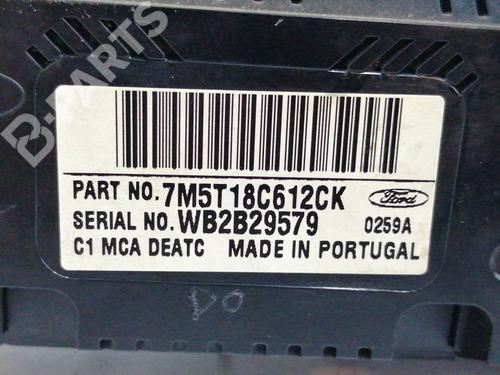 B-PARTS
PART NO. 7M5T18C612CK
Ford
SERIAL NO. WB2B29579
0259A
C1 MCA DEATC MADE IN PORTUGAL